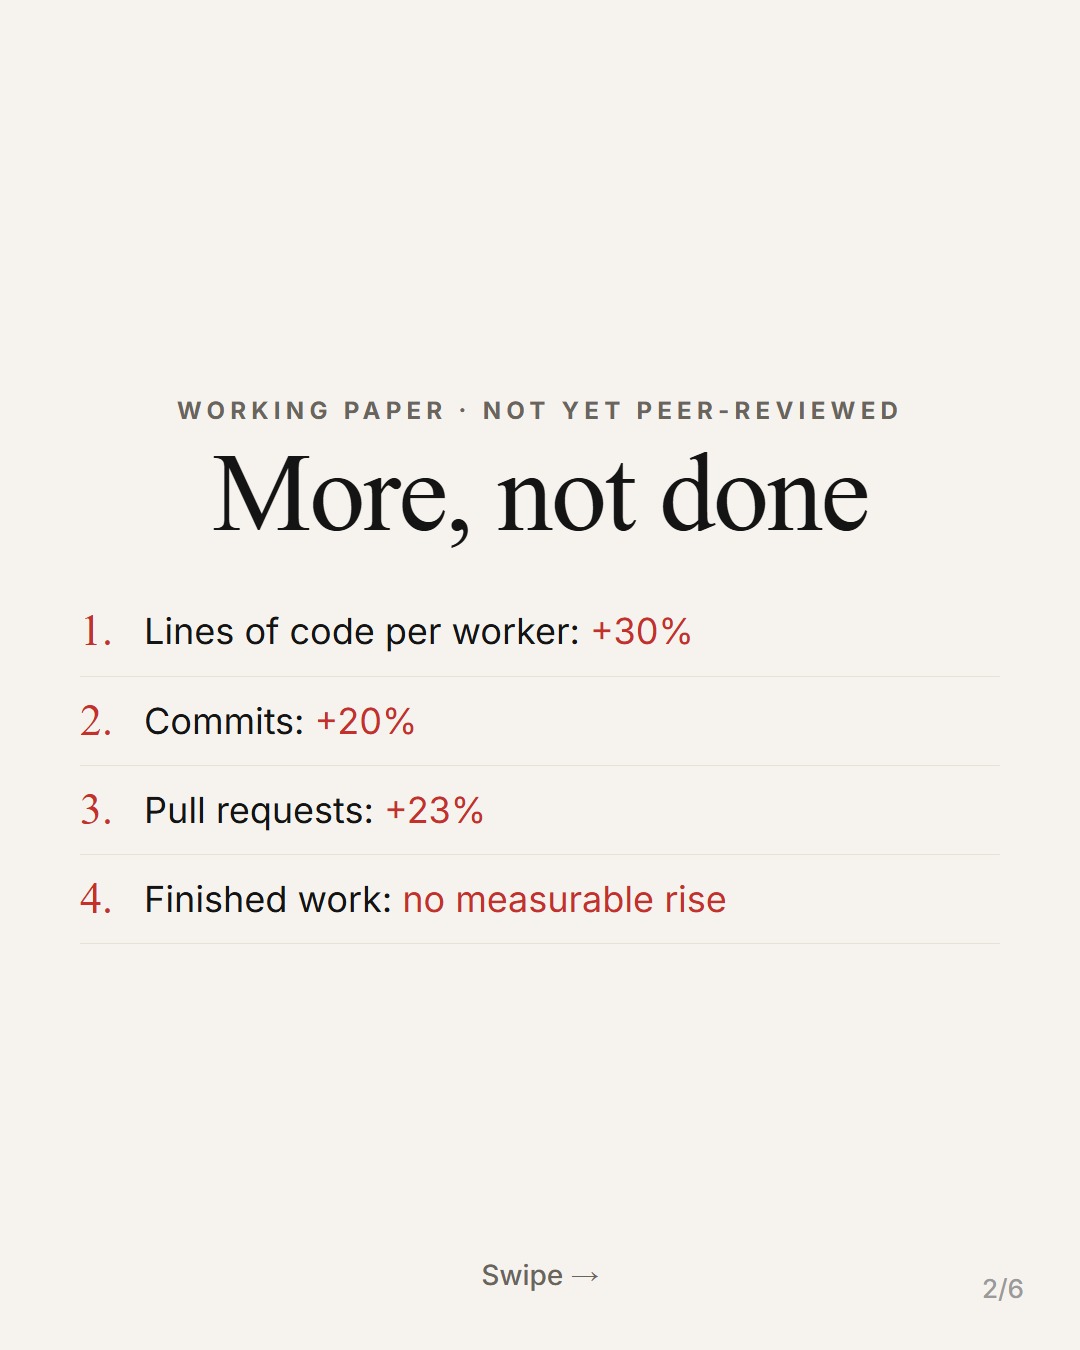 WORKING PAPER · NOT YET PEER-REVIEWED
More, not done
1. Lines of code per worker: +30%
2. Commits: +20%
3. Pull requests: +23%
4. Finished work: no measurable rise
Swipe →
2/6